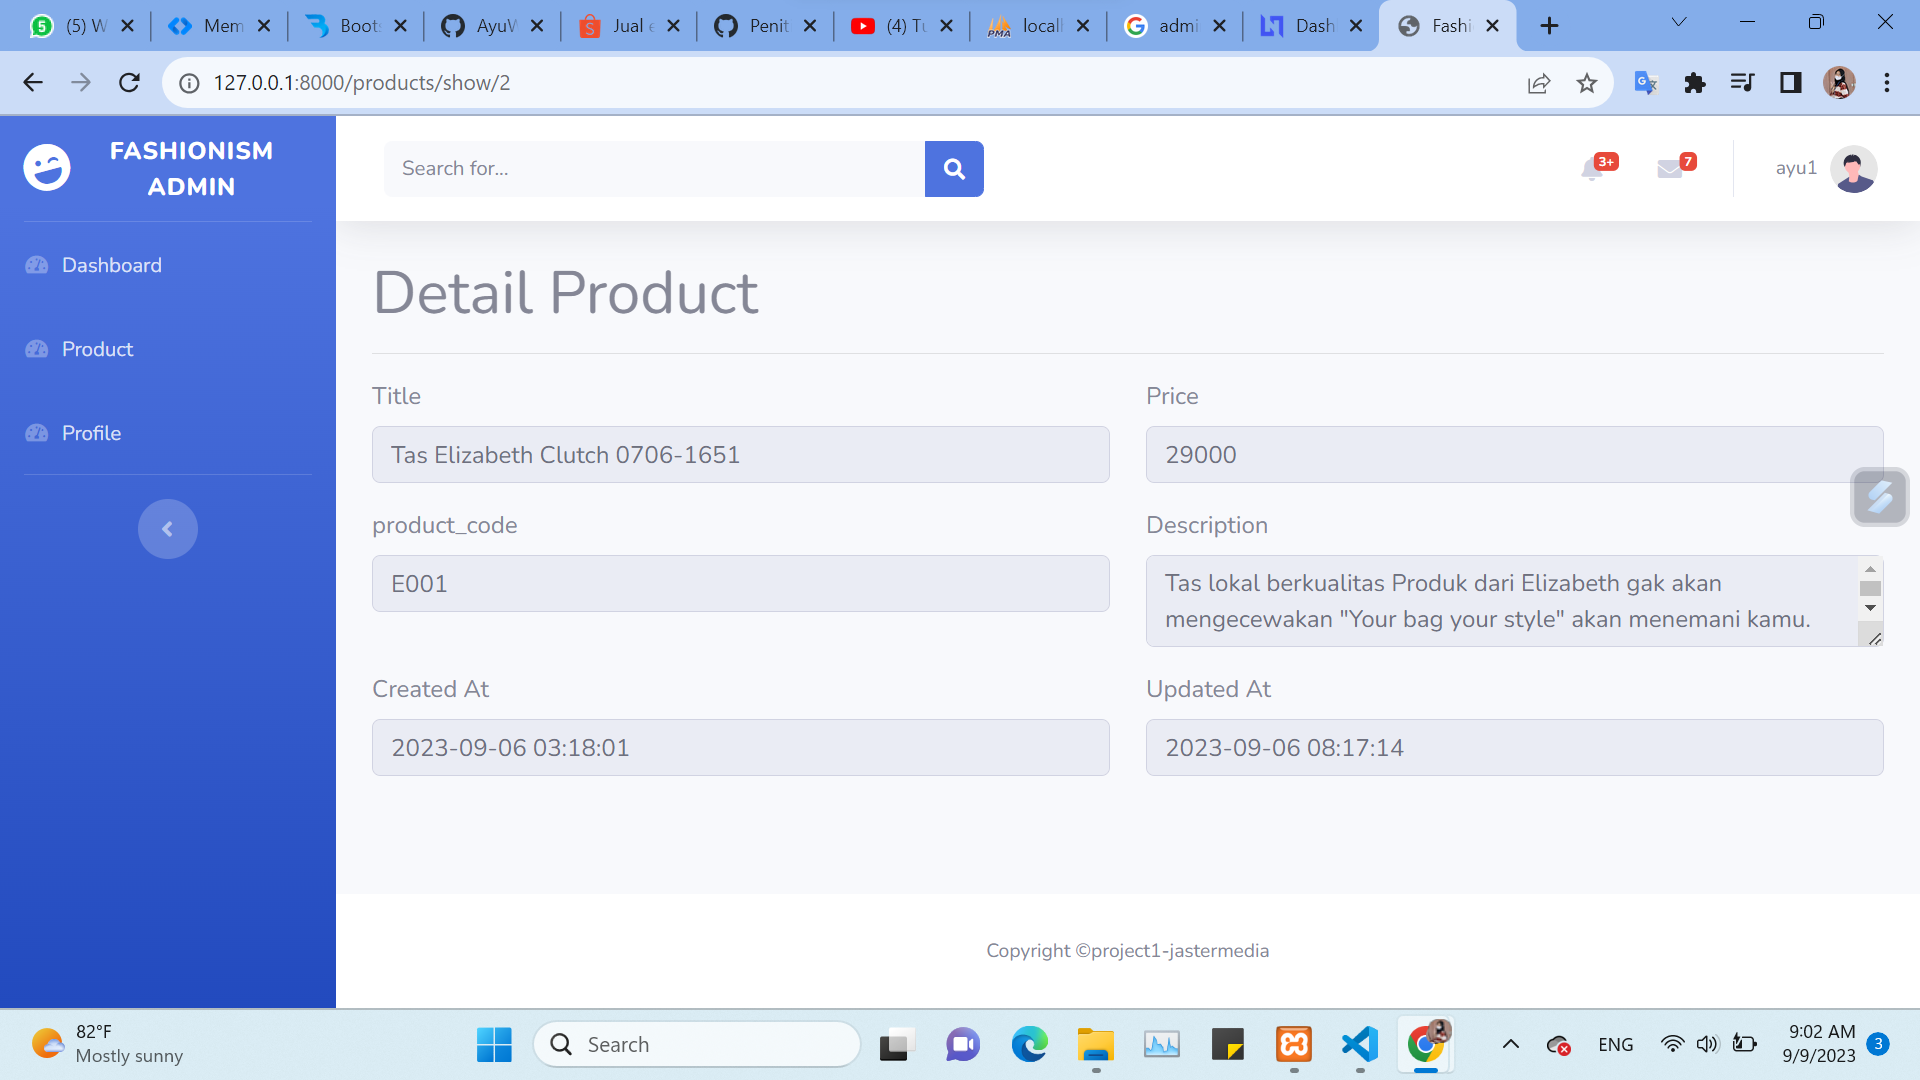 (5) W
Mem
Boots
AyuW
Jual e
Penit
(4) Tu
locall
admi
Dash
Fashi
127.0.0.1:8000/products/show/2
FASHIONISM
ADMIN
Search for...
3+
7
ayu1
Dashboard
Product
Profile
Detail Product
Title
Price
Tas Elizabeth Clutch 0706-1651
29000
product_code
Description
E001
Tas lokal berkualitas Produk dari Elizabeth gak akan
mengecewakan "Your bag your style" akan menemani kamu.
Created At
Updated At
2023-09-06 03:18:01
2023-09-06 08:17:14
Copyright ©project1-jastermedia
82°F
Mostly sunny
Search
ENG
9:02 AM
9/9/2023
3